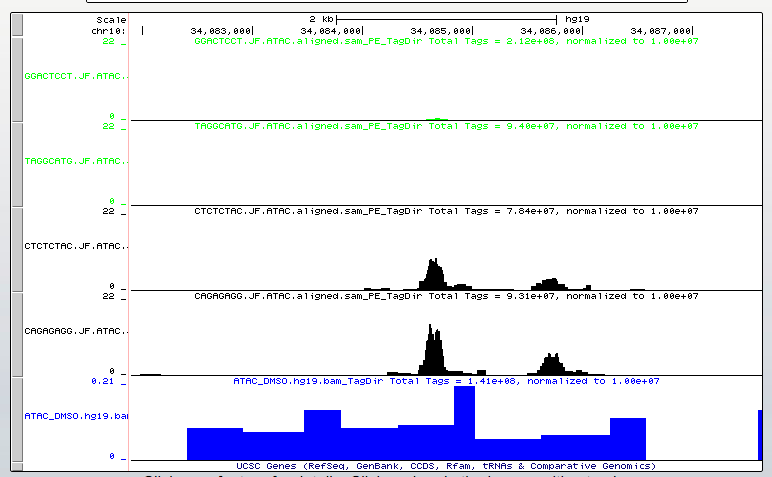 Scale 2 kb hg19
chr10: 34,083,000 34,084,000 34,085,000 34,086,000 34,087,000
22 _ GGACTCCT.JF.ATAC.aligned.sam_PE_TagDir Total Tags = 2.12e+08, normalized to 1.00e+07
GGACTCCT.JF.ATAC.
0 _
22 _ TAGGCATG.JF.ATAC.aligned.sam_PE_TagDir Total Tags = 9.40e+07, normalized to 1.00e+07
TAGGCATG.JF.ATAC.
0 _
22 _ CTCTCTAC.JF.ATAC.aligned.sam_PE_TagDir Total Tags = 7.84e+07, normalized to 1.00e+07
CTCTCTAC.JF.ATAC.
0 _
22 _ CAGAGAGG.JF.ATAC.aligned.sam_PE_TagDir Total Tags = 9.31e+07, normalized to 1.00e+07
CAGAGAGG.JF.ATAC.
0 _
0.21 _ ATAC_DMSO.hg19.bam_TagDir Total Tags = 1.41e+08, normalized to 1.00e+07
ATAC_DMSO.hg19.bam
0 _
UCSC Genes (RefSeq, GenBank, CCDS, Rfam, tRNAs & Comparative Genomics)